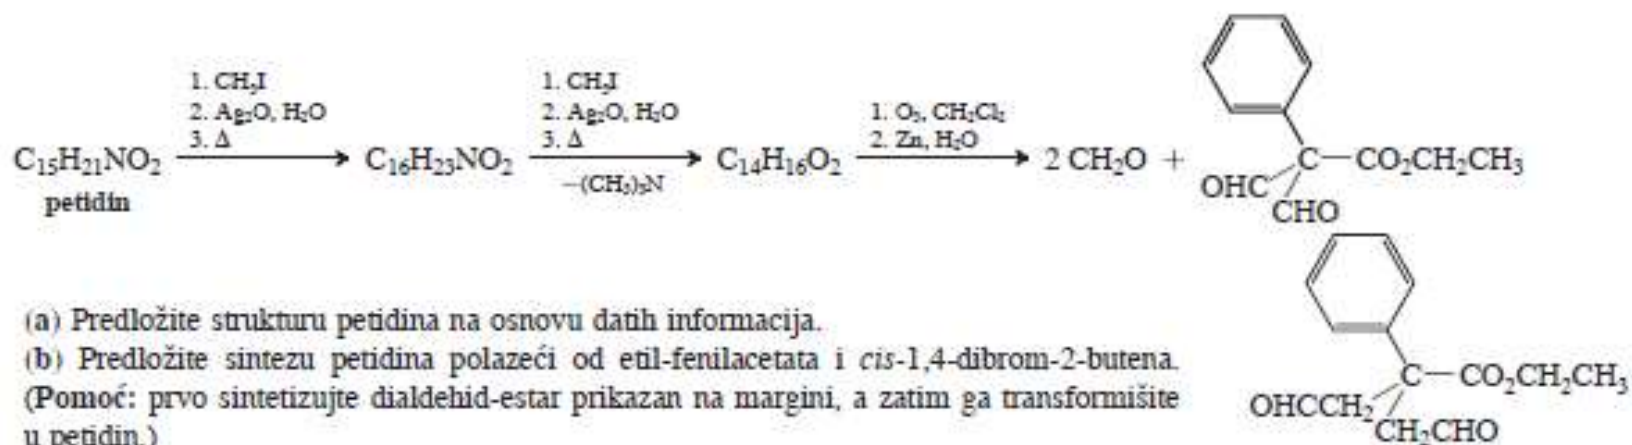 1. CH₃I
2. Ag₂O, H₂O
3. Δ
1. CH₃I
2. Ag₂O, H₂O
3. Δ
1. O₃, CH₂Cl₂
2. Zn, H₂O
C₁₅H₂₁NO₂ C₁₆H₂₃NO₂ C₁₄H₁₆O₂ 2 CH₂O + C CO₂CH₂CH₃
petidin
–(CH₃)₃N
OHC
CHO
(a) Predložite strukturu petidina na osnovu datih informacija.
(b) Predložite sintezu petidina polazeći od etil-fenilacetata i cis-1,4-dibrom-2-butena.
(Pomoć: prvo sintetizujte dialdehid-estar prikazan na margini, a zatim ga transformišite
u petidin.)
C CO₂CH₂CH₃
OHCCH₂
CH₂CHO